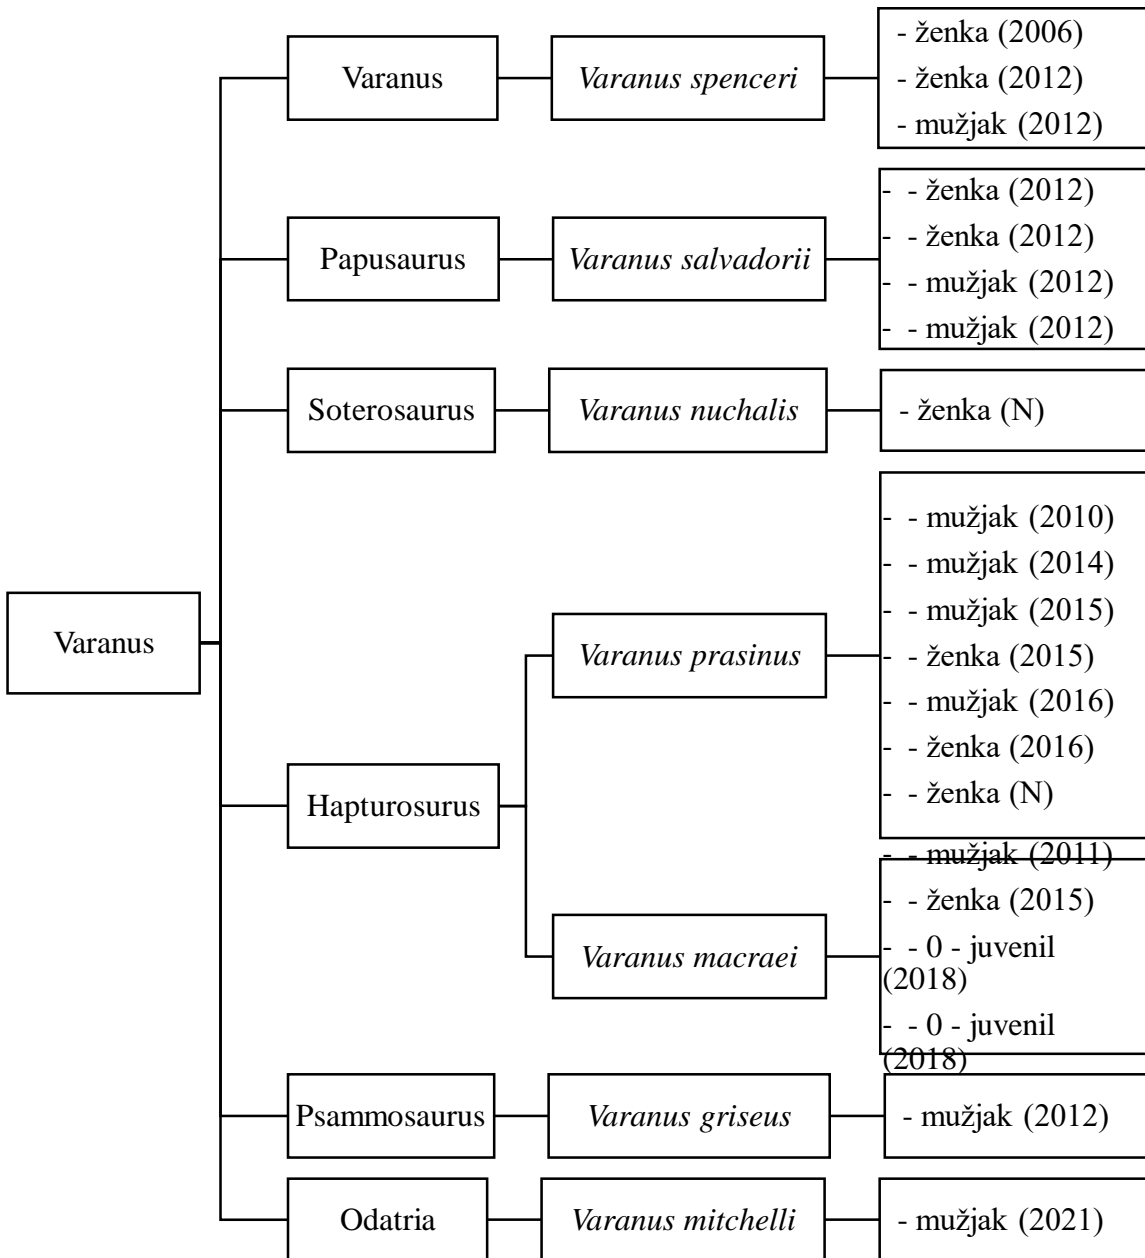 Varanus
Varanus
Varanus spenceri
- ženka (2006)
- ženka (2012)
- mužjak (2012)
Papusaurus
Varanus salvadorii
- - ženka (2012)
- - ženka (2012)
- - mužjak (2012)
- - mužjak (2012)
Soterosaurus
Varanus nuchalis
- ženka (N)
Hapturosurus
Varanus prasinus
- - mužjak (2010)
- - mužjak (2014)
- - mužjak (2015)
- - ženka (2015)
- - mužjak (2016)
- - ženka (2016)
- - ženka (N)
Varanus macraei
- - mužjak (2011)
- - ženka (2015)
- - 0 - juvenil
(2018)
- - 0 - juvenil
(2018)
Psammosaurus
Varanus griseus
- mužjak (2012)
Odatria
Varanus mitchelli
- mužjak (2021)